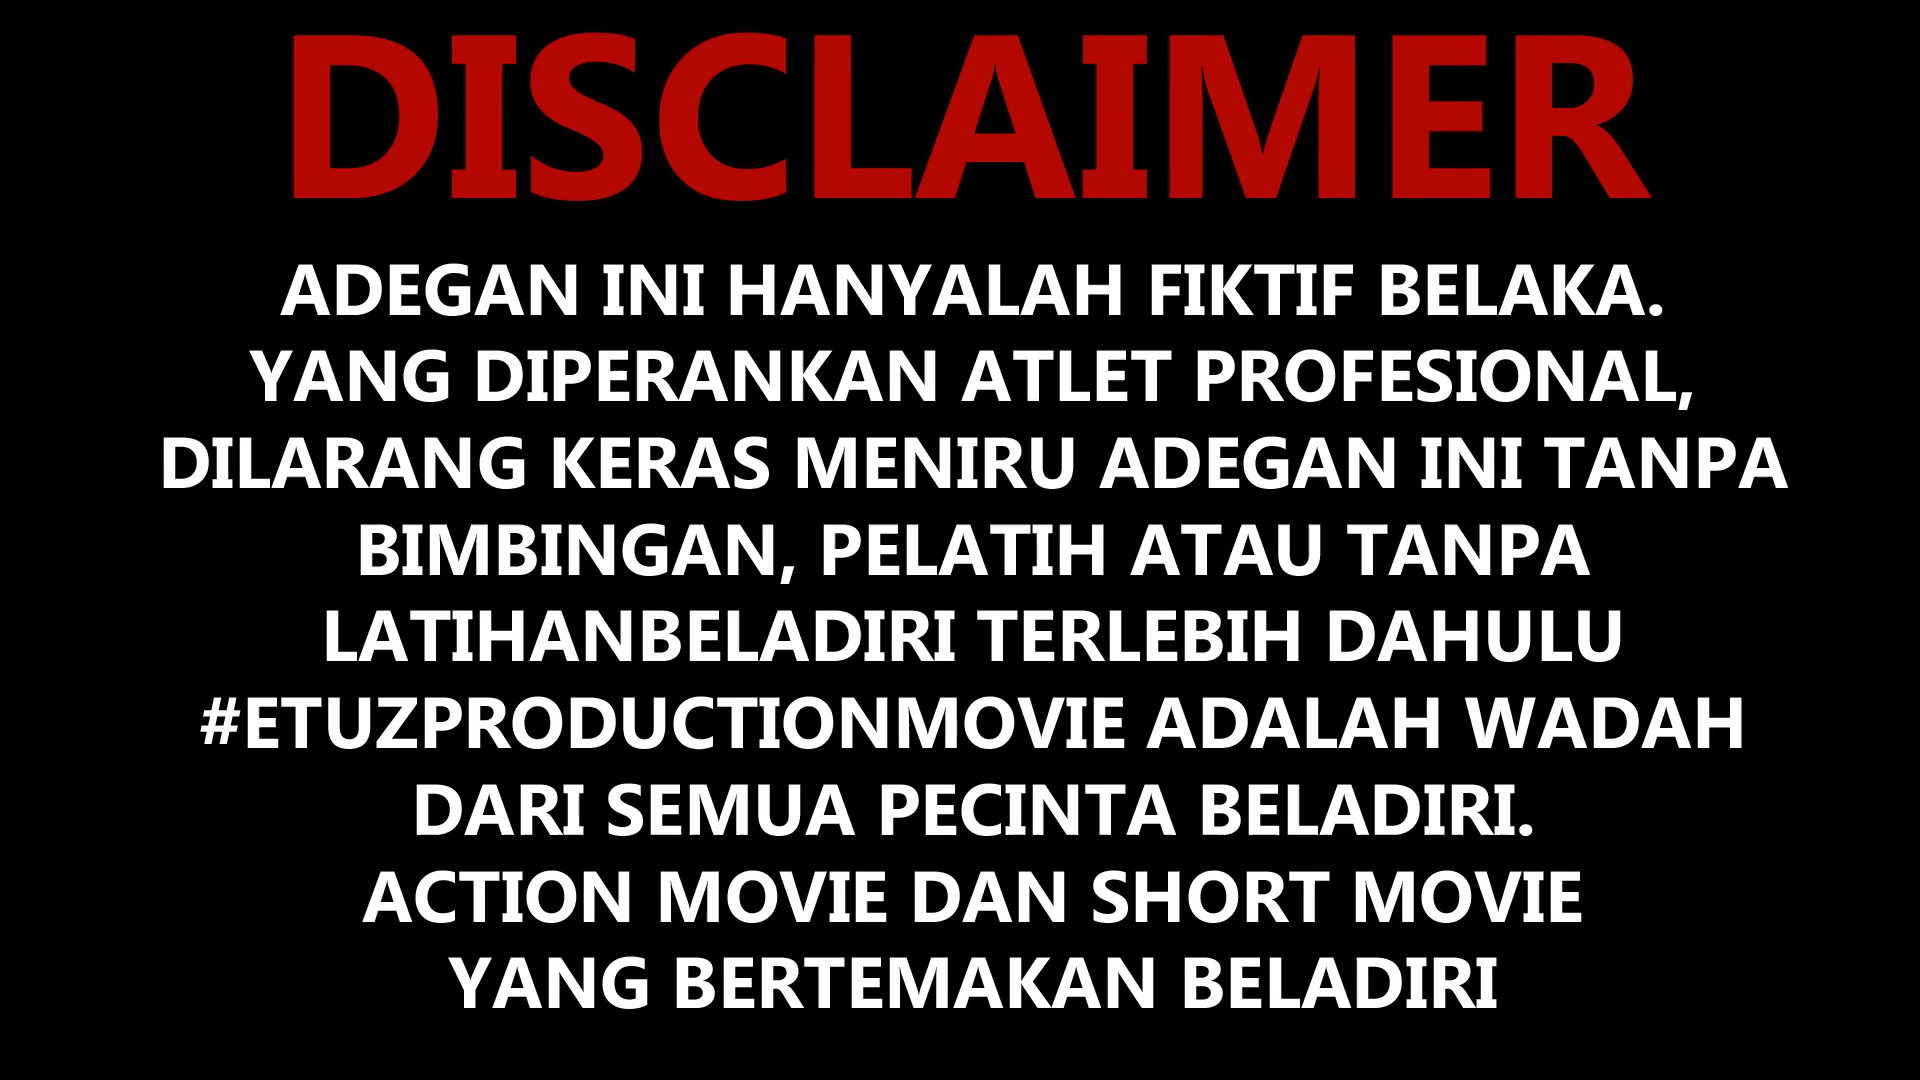 DISCLAIMER
ADEGAN INI HANYALAH FIKTIF BELAKA.
YANG DIPERANKAN ATLET PROFESIONAL,
DILARANG KERAS MENIRU ADEGAN INI TANPA
BIMBINGAN, PELATIH ATAU TANPA
LATIHANBELADIRI TERLEBIH DAHULU
#ETUZPRODUCTIONMOVIE ADALAH WADAH
DARI SEMUA PECINTA BELADIRI.
ACTION MOVIE DAN SHORT MOVIE
YANG BERTEMAKAN BELADIRI